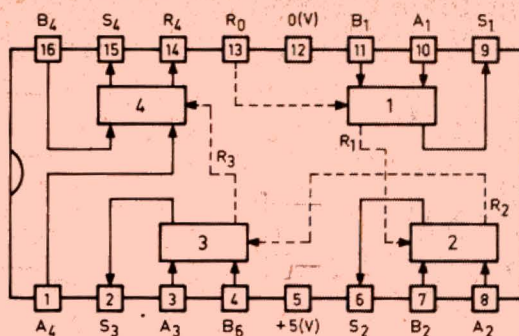 B₄ S₄ R₄ R₀ 0(V) B₁ A₁ S₁
16 15 14 13 12 11 10 9
4 1
R₁
R₃
R₂
3 2
1 2 3 4 5 6 7 8
A₄ S₃ A₃ B₆ +5(V) S₂ B₂ A₂